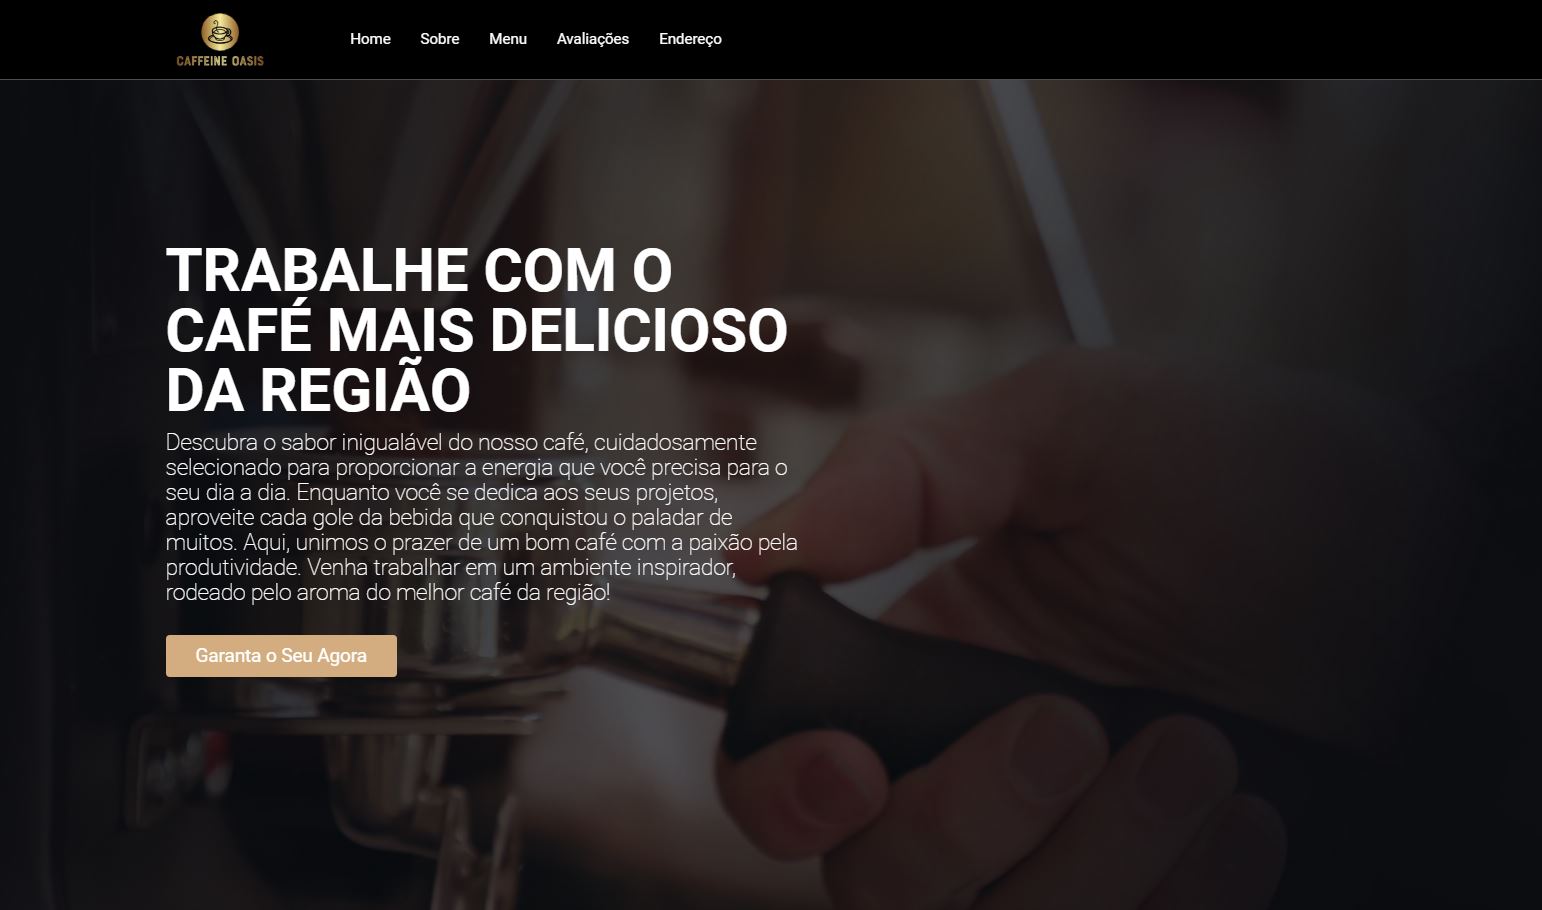 CAFFEINE OASIS
Home Sobre Menu Avaliações Endereço
TRABALHE COM O
CAFÉ MAIS DELICIOSO
DA REGIÃO
Descubra o sabor inigualável do nosso café, cuidadosamente
selecionado para proporcionar a energia que você precisa para o
seu dia a dia. Enquanto você se dedica aos seus projetos,
aproveite cada gole da bebida que conquistou o paladar de
muitos. Aqui, unimos o prazer de um bom café com a paixão pela
produtividade. Venha trabalhar em um ambiente inspirador,
rodeado pelo aroma do melhor café da região!
Garanta o Seu Agora